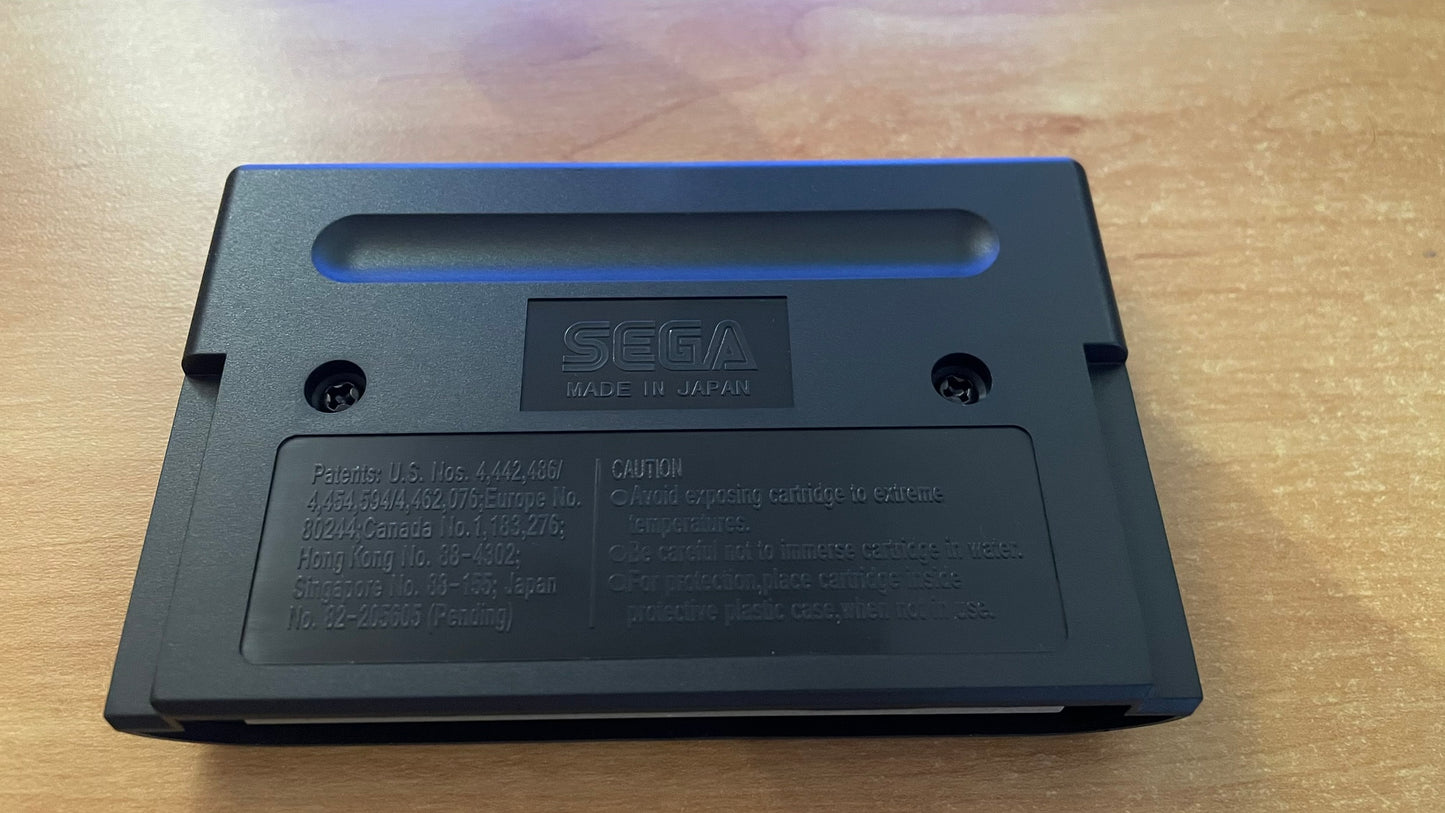 SEGA
MADE IN JAPAN
Patents: U.S. Nos. 4,442,486/
4,454,594/4,462,076;Europe No.
80244;Canada No.1,183,276;
Hong Kong No. 88-4302;
Singapore No. 88-155; Japan
No. 82-205605 (Pending)
CAUTION
●Avoid exposing cartridge to extreme
temperatures.
●Be careful not to immerse cartridge in water.
●For protection,place cartridge inside
protective plastic case,when not in use.